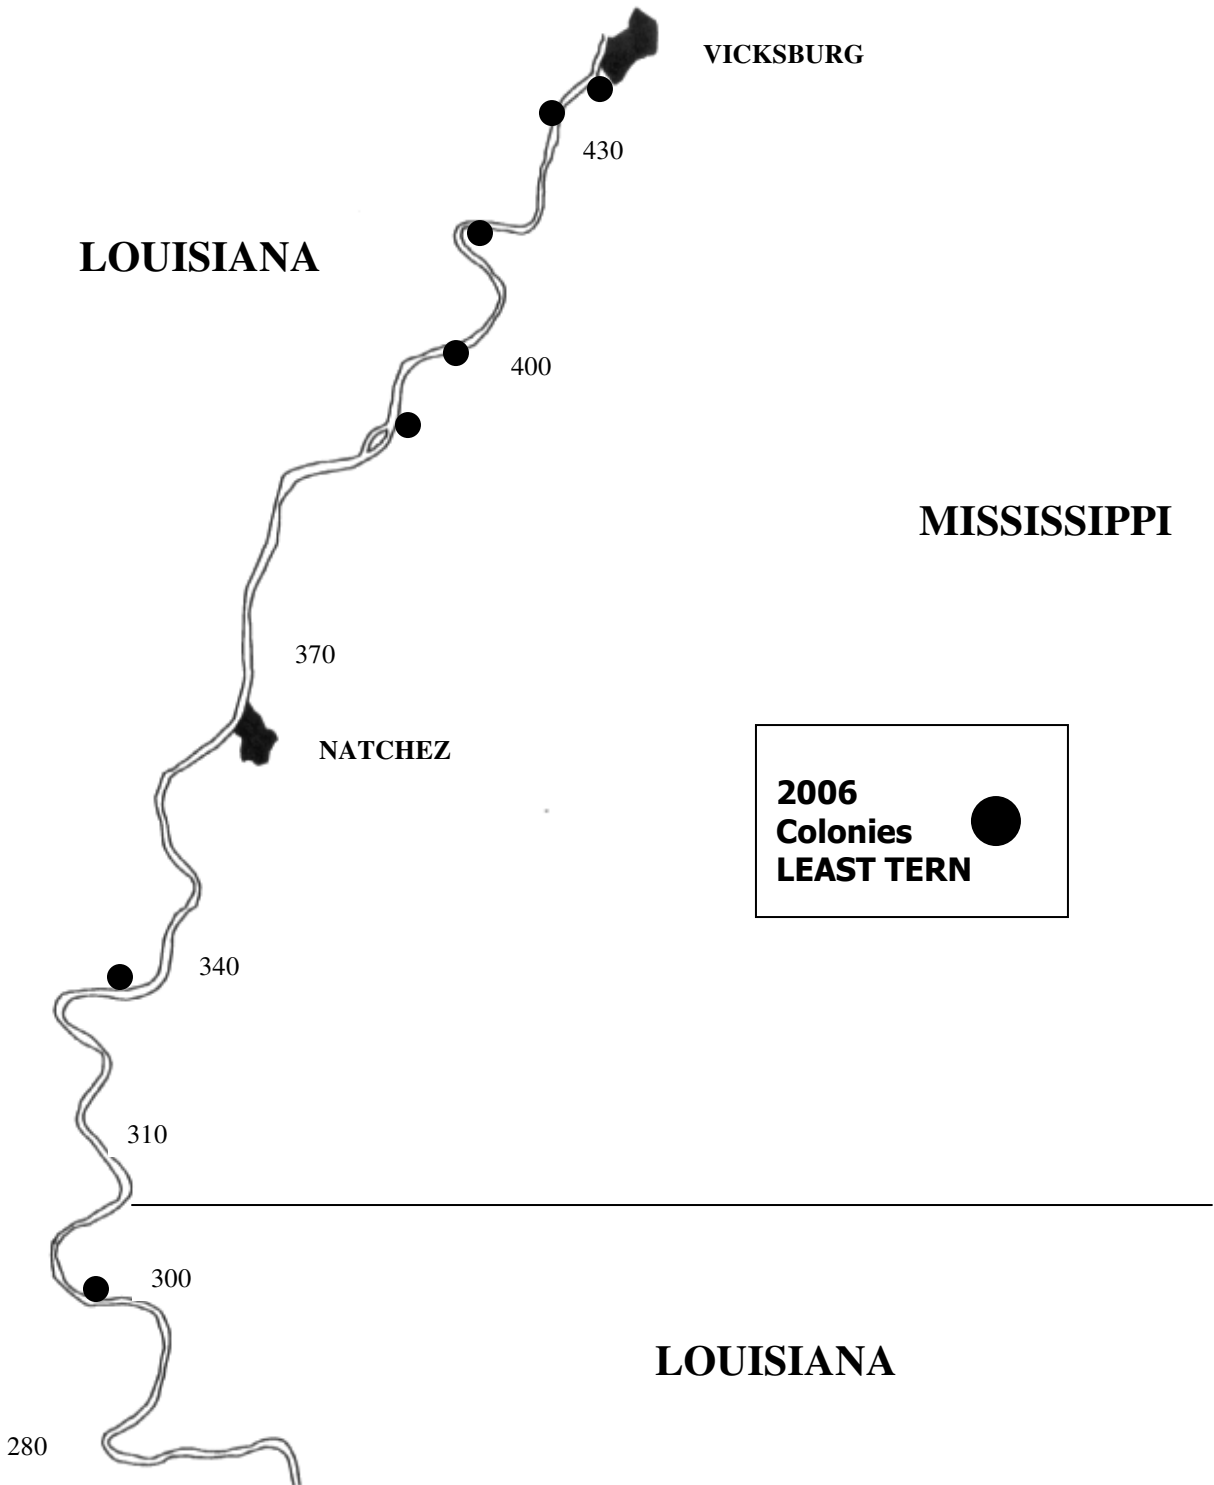 VICKSBURG
430
LOUISIANA
400
MISSISSIPPI
370
NATCHEZ
2006
Colonies
LEAST TERN
340
310
300
LOUISIANA
280